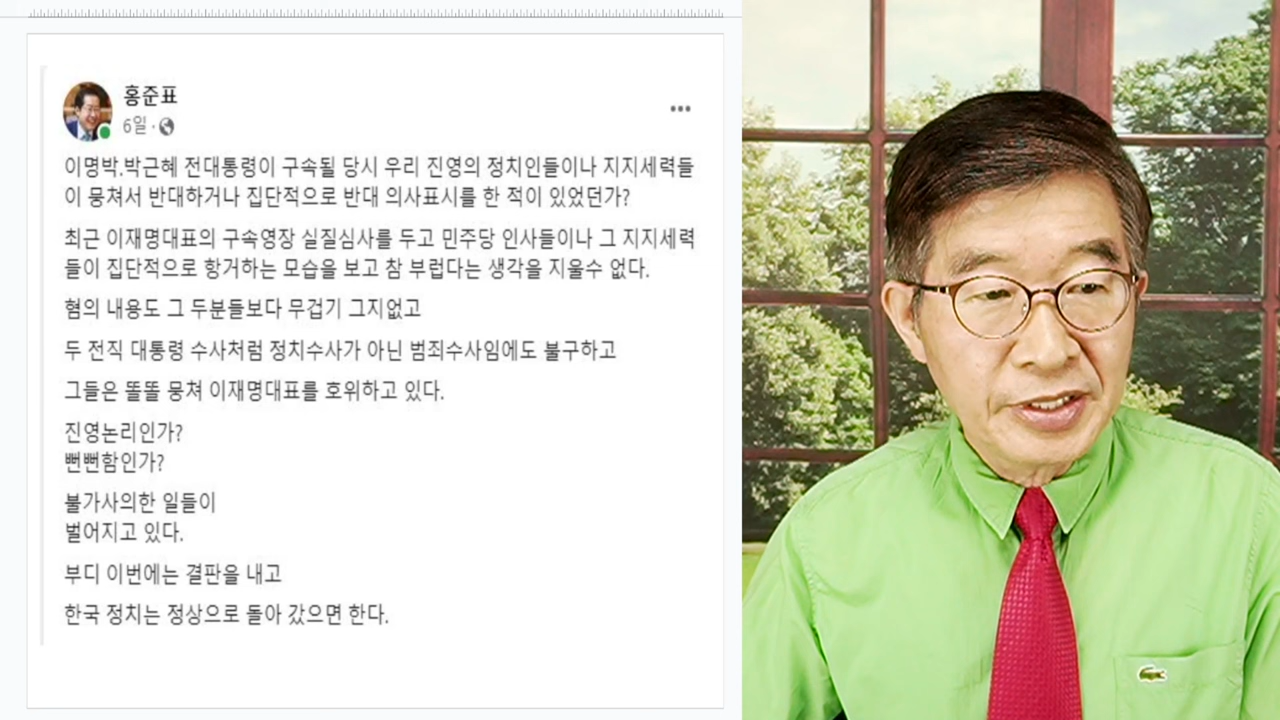 홍준표
6일 ·
이명박.박근혜 전대통령이 구속될 당시 우리 진영의 정치인들이나 지지세력들
이 뭉쳐서 반대하거나 집단적으로 반대 의사표시를 한 적이 있었던가?
최근 이재명대표의 구속영장 실질심사를 두고 민주당 인사들이나 그 지지세력
들이 집단적으로 항거하는 모습을 보고 참 부럽다는 생각을 지울수 없다.
혐의 내용도 그 두분들보다 무겁기 그지없고
두 전직 대통령 수사처럼 정치수사가 아닌 범죄수사임에도 불구하고
그들은 똘똘 뭉쳐 이재명대표를 호위하고 있다.
진영논리인가?
뻔뻔함인가?
불가사의한 일들이
벌어지고 있다.
부디 이번에는 결판을 내고
한국 정치는 정상으로 돌아 갔으면 한다.